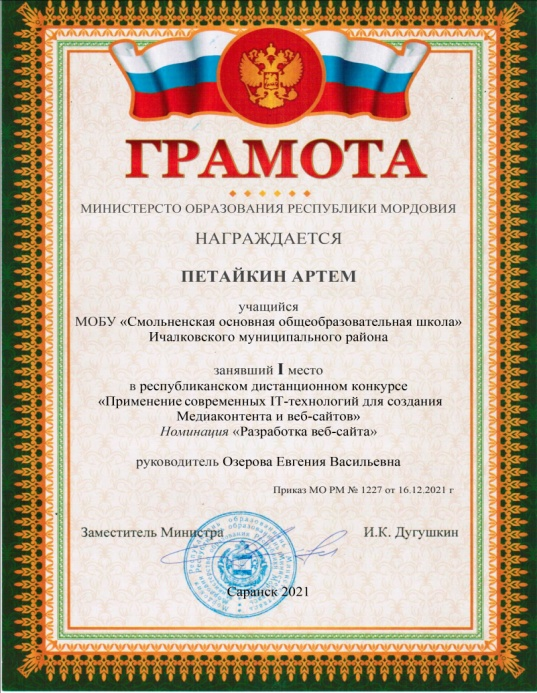 ГРАМОТА
МИНИСТЕРСТО ОБРАЗОВАНИЯ РЕСПУБЛИКИ МОРДОВИЯ
НАГРАЖДАЕТСЯ
ПЕТАЙКИН АРТЕМ
учащийся
МОБУ «Смольненская основная общеобразовательная школа»
Ичалковского муниципального района
занявший I место
в республиканском дистанционном конкурсе
«Применение современных IT-технологий для создания
Медиаконтента и веб-сайтов»
Номинация «Разработка веб-сайта»
руководитель Озерова Евгения Васильевна
Приказ МО РМ № 1227 от 16.12.2021 г
Заместитель Министра И.К. Дугушкин
Саранск 2021